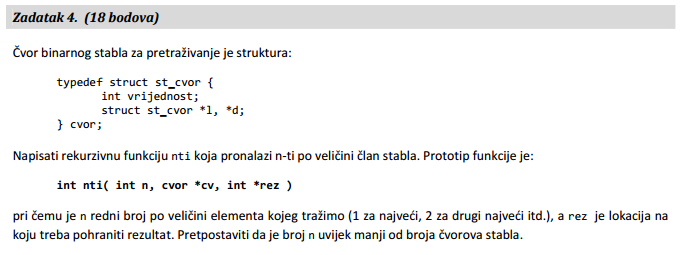 Zadatak 4. (18 bodova)
Čvor binarnog stabla za pretraživanje je struktura:
typedef struct st_cvor {
int vrijednost;
struct st_cvor *l, *d;
} cvor;
Napisati rekurzivnu funkciju nti koja pronalazi n-ti po veličini član stabla. Prototip funkcije je:
int nti( int n, cvor *cv, int *rez )
pri čemu je n redni broj po veličini elementa kojeg tražimo (1 za najveći, 2 za drugi najveći itd.), a rez je lokacija na
koju treba pohraniti rezultat. Pretpostaviti da je broj n uvijek manji od broja čvorova stabla.